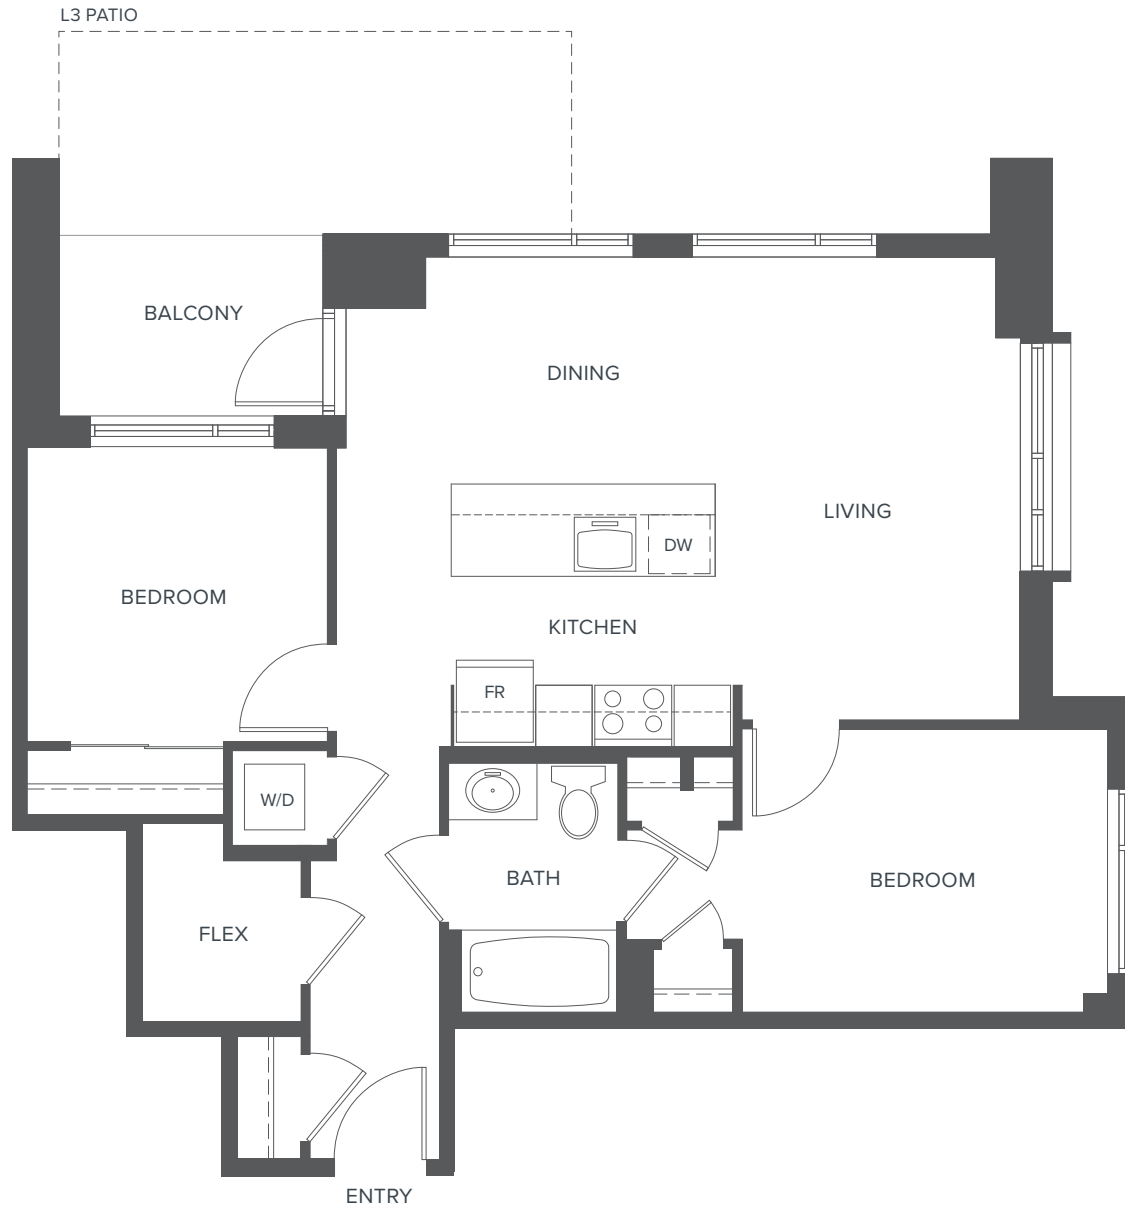 L3 PATIO
BALCONY
DINING
LIVING
DW
BEDROOM
KITCHEN
FR
W/D
BATH
BEDROOM
FLEX
ENTRY